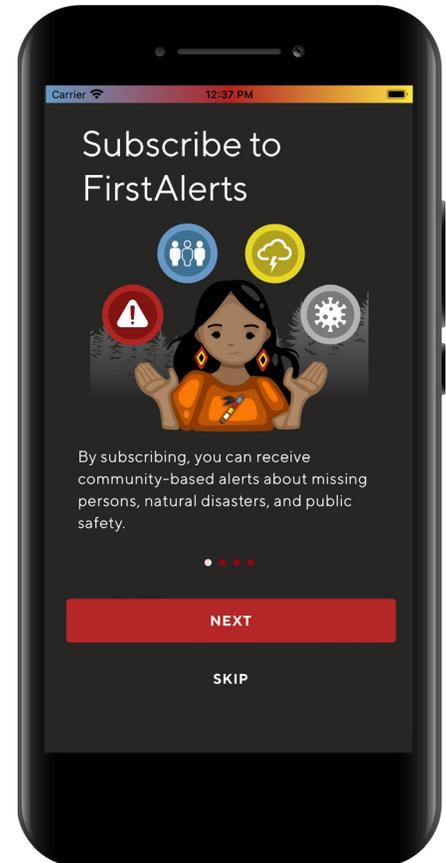 Carrier 12:37 PM
Subscribe to
FirstAlerts
By subscribing, you can receive
community-based alerts about missing
persons, natural disasters, and public
safety.
NEXT
SKIP